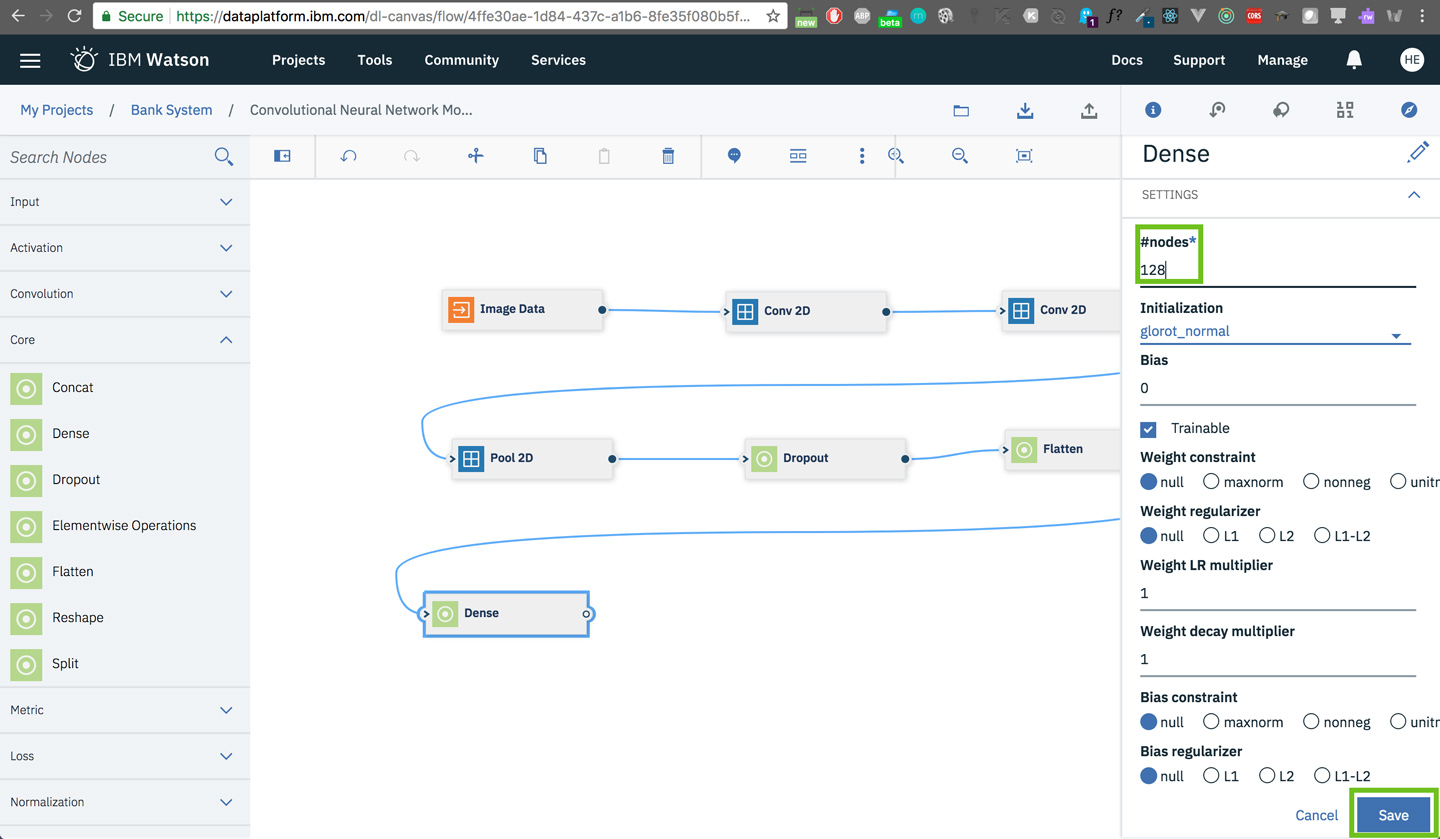 Secure https://dataplatform.ibm.com/dl-canvas/flow/4ffe30ae-1d84-437c-a1b6-8fe35f080b5f...
new ABP beta 1 f? CORS rw
IBM Watson Projects Tools Community Services Docs Support Manage HE
My Projects / Bank System / Convolutional Neural Network Mo...
Search Nodes
Input
Activation
Convolution
Core
Concat
Dense
Dropout
Elementwise Operations
Flatten
Reshape
Split
Metric
Loss
Normalization
Image Data
Conv 2D
Conv 2D
Pool 2D
Dropout
Flatten
Dense
Dense
SETTINGS
#nodes*
128
Initialization
glorot_normal
Bias
0
Trainable
Weight constraint
null maxnorm nonneg unitn
Weight regularizer
null L1 L2 L1-L2
Weight LR multiplier
1
Weight decay multiplier
1
Bias constraint
null maxnorm nonneg unitn
Bias regularizer
null L1 L2 L1-L2
Cancel Save